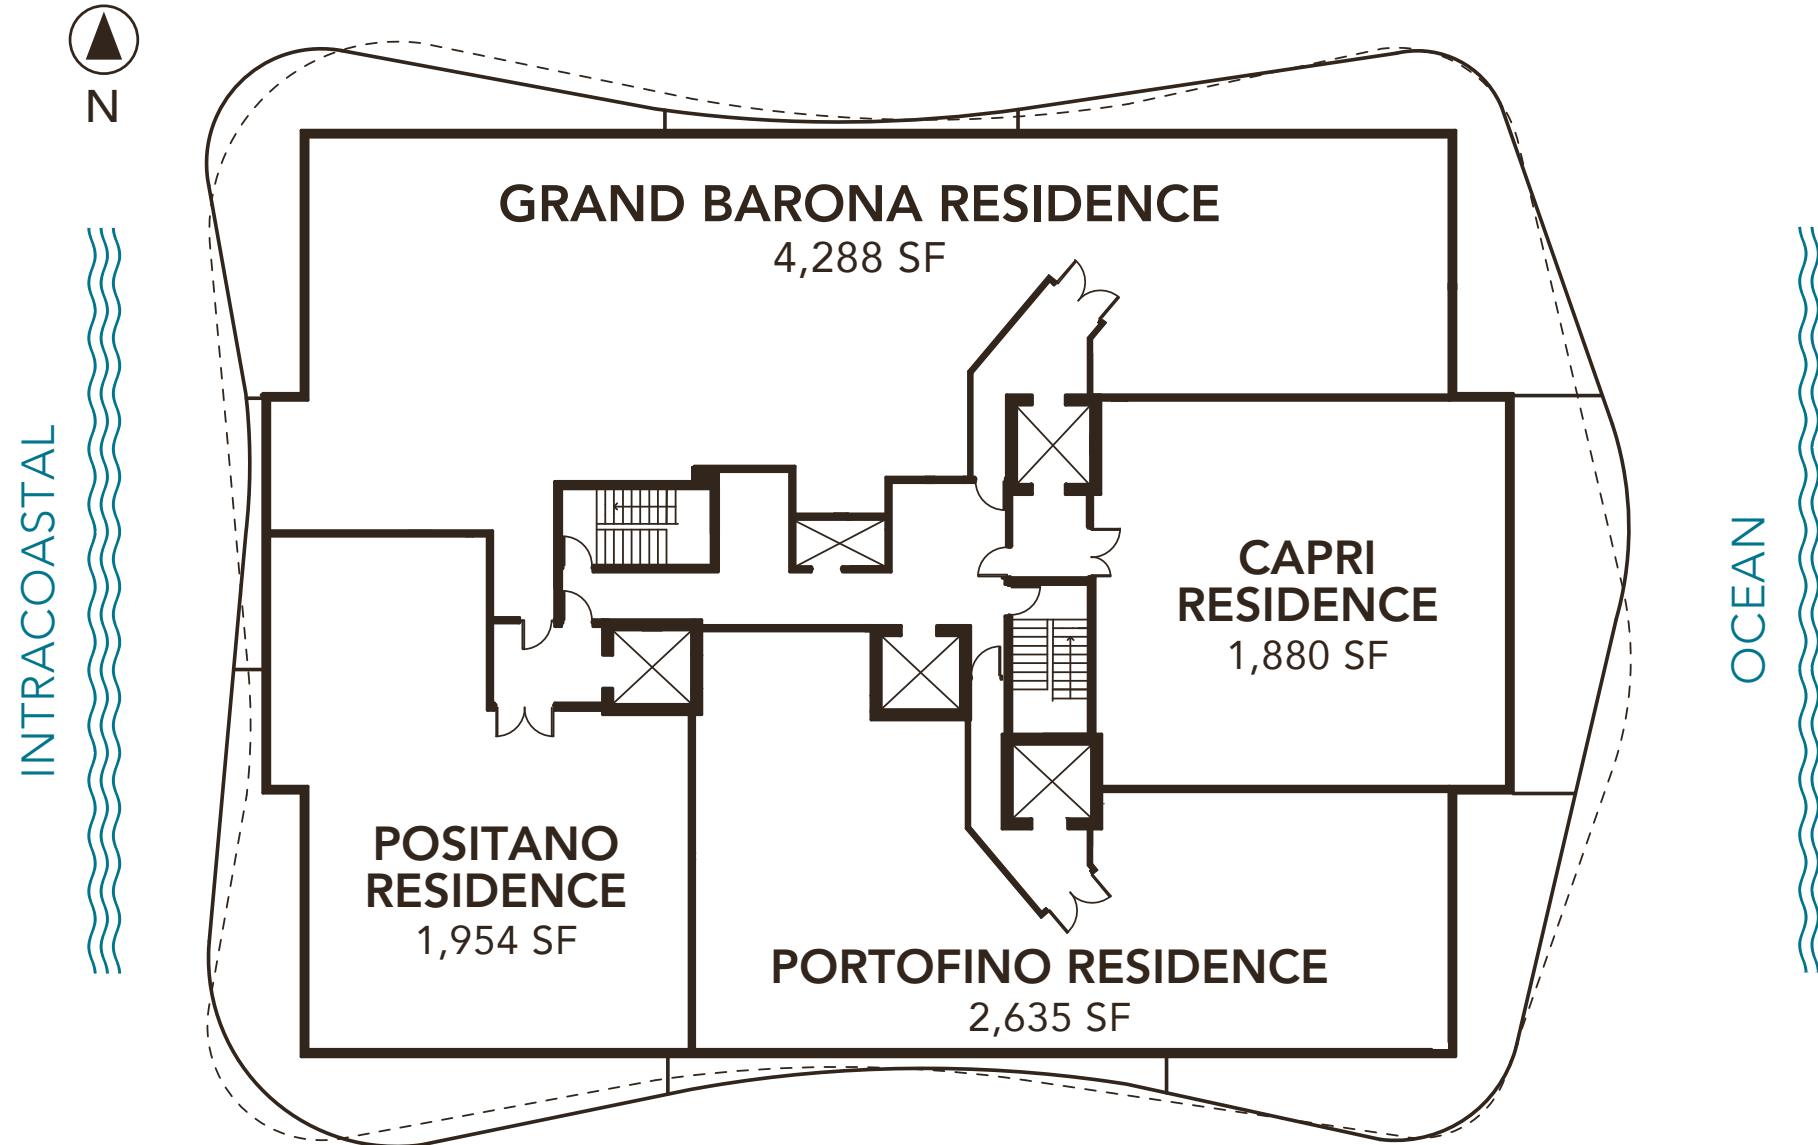 N
GRAND BARONA RESIDENCE
4,288 SF
INTRACOASTAL
CAPRI
RESIDENCE
1,880 SF
OCEAN
POSITANO
RESIDENCE
1,954 SF
PORTOFINO RESIDENCE
2,635 SF